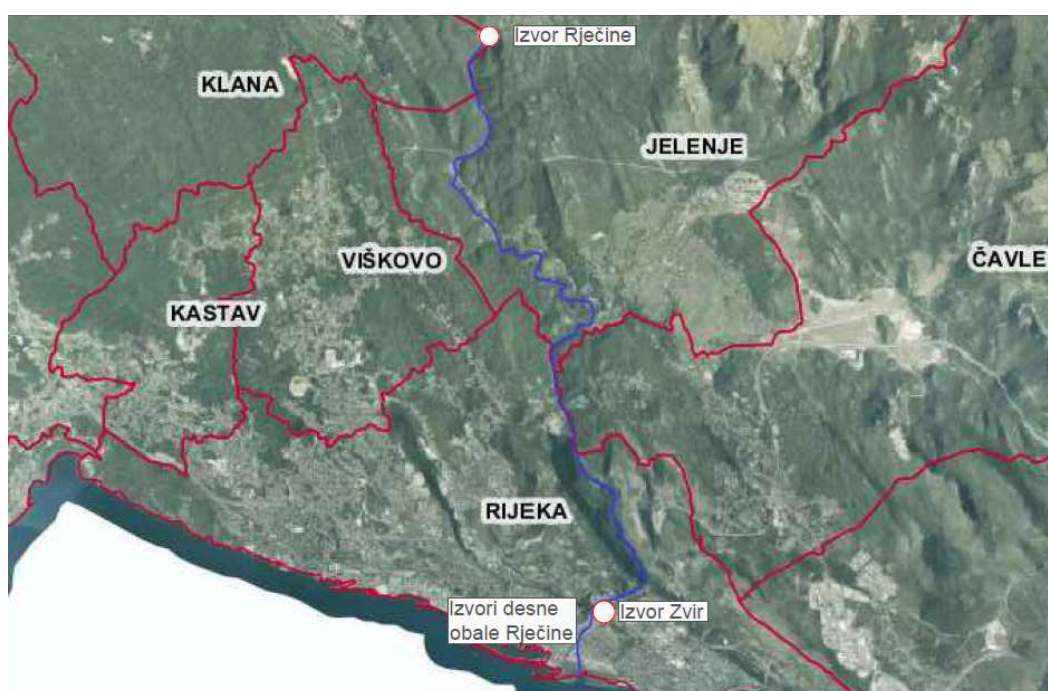 Izvor Rječine
KLANA
JELENJE
VIŠKOVO
ČAVLE
KASTAV
RIJEKA
Izvori desne
obale Rječine
Izvor Zvir